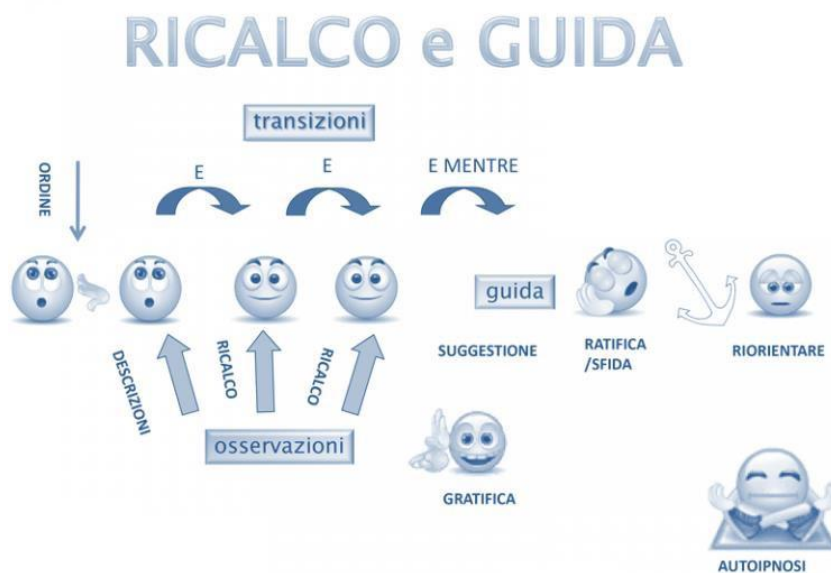 RICALCO e GUIDA
transizioni
E
E
E MENTRE
ORDINE
guida
DESCRIZIONI
RICALCO
RICALCO
SUGGESTIONE
RATIFICA
/SFIDA
RIORIENTARE
osservazioni
GRATIFICA
AUTOIPNOSI